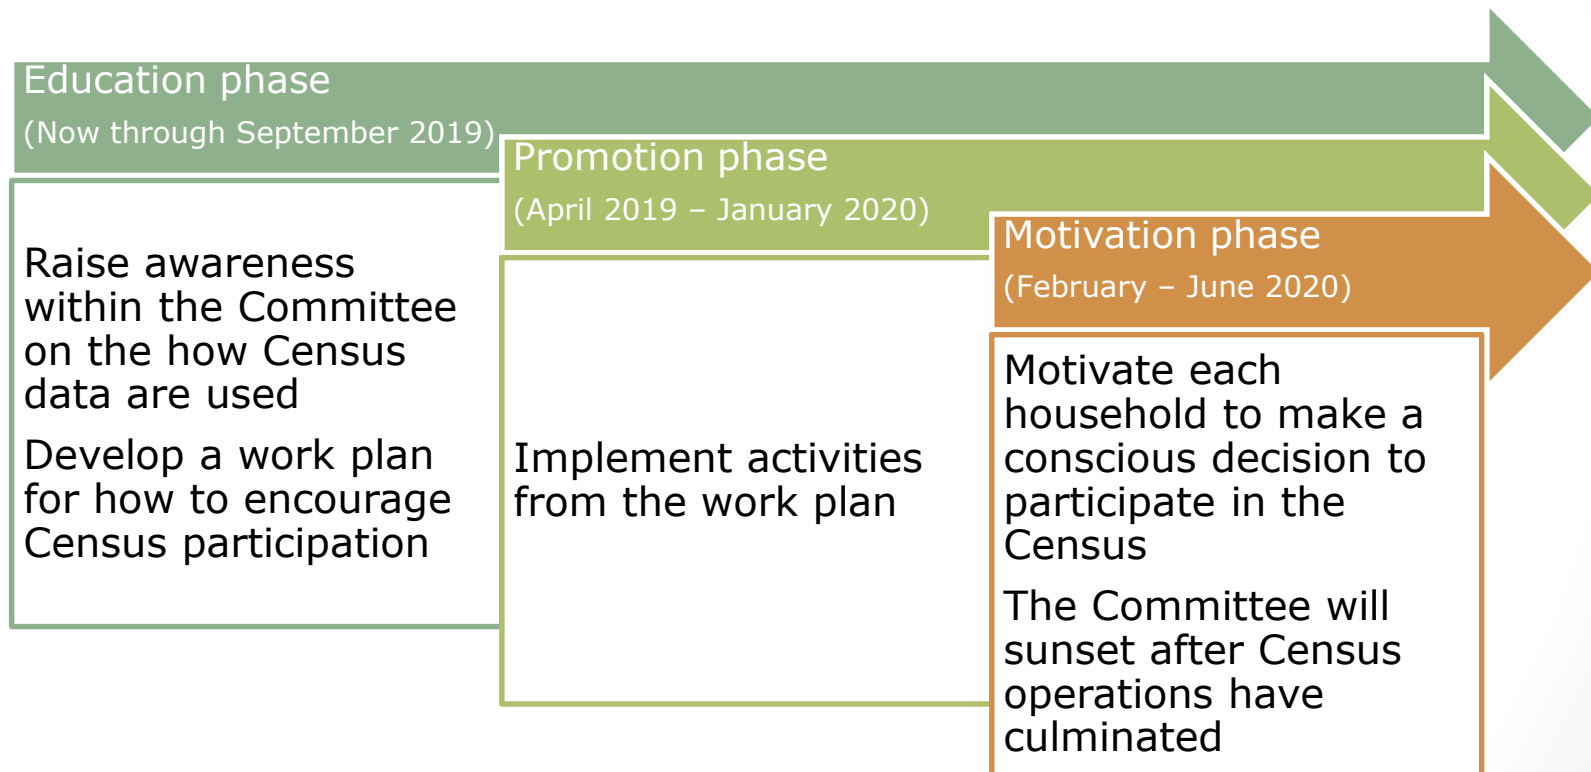 Education phase
(Now through September 2019)
Raise awareness
within the Committee
on the how Census
data are used
Develop a work plan
for how to encourage
Census participation
Promotion phase
(April 2019 – January 2020)
Implement activities
from the work plan
Motivation phase
(February – June 2020)
Motivate each
household to make a
conscious decision to
participate in the
Census
The Committee will
sunset after Census
operations have
culminated